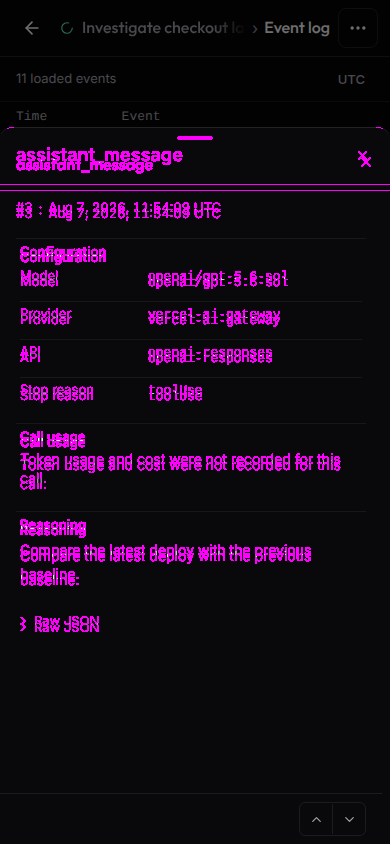 Investigate checkout lo › Event log
11 loaded events
UTC
Time Event
assistant_message
#3 · Aug 7, 2026, 11:54:03 UTC
Configuration
Model openai/gpt-5.6-sol
Provider vercel-ai-gateway
API openai-responses
Stop reason toolUse
Call usage
Token usage and cost were not recorded for this
call.
Reasoning
Compare the latest deploy with the previous
baseline.
Raw JSON